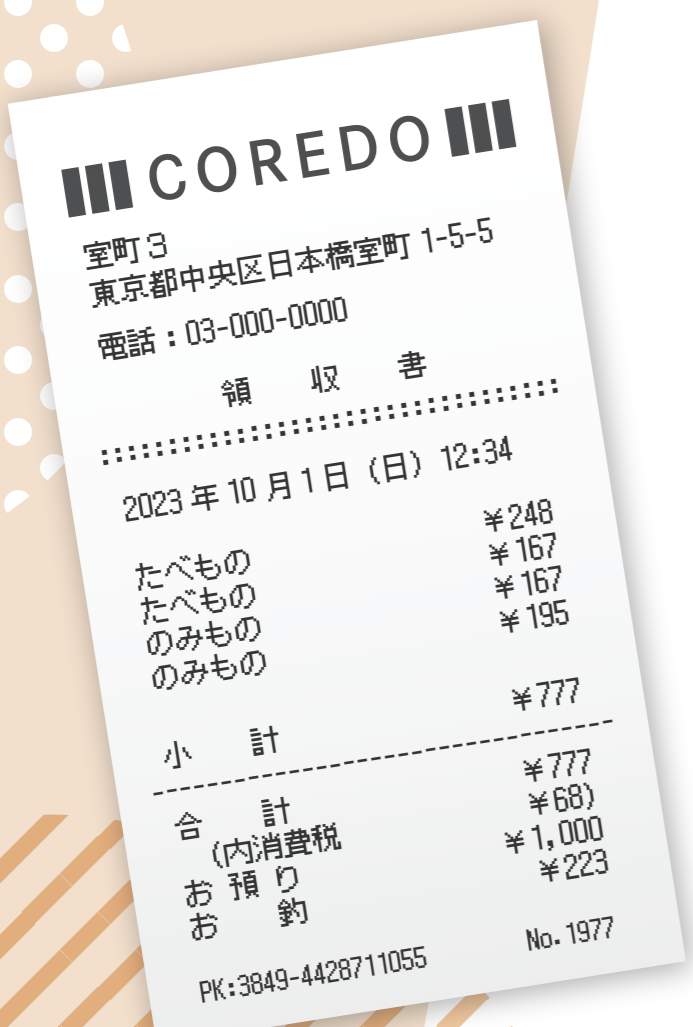 COREDO
室町3
東京都中央区日本橋室町 1-5-5
電話：03-000-0000
領 収 書
2023 年 10 月 1 日（日）12:34
たべもの ¥248
たべもの ¥167
のみもの ¥167
のみもの ¥195
小 計 ¥777
合 計 ¥777
(内消費税 ¥68)
お 預 り ¥1,000
お 釣 ¥223
PK:3849-4428711055 No.1977